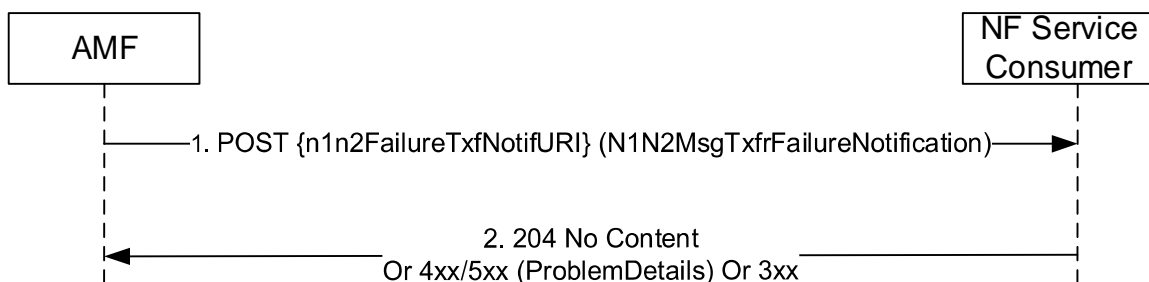 AMF
NF Service
Consumer
1. POST {n1n2FailureTxfNotifURI} (N1N2MsgTxfrFailureNotification)
2. 204 No Content
Or 4xx/5xx (ProblemDetails) Or 3xx